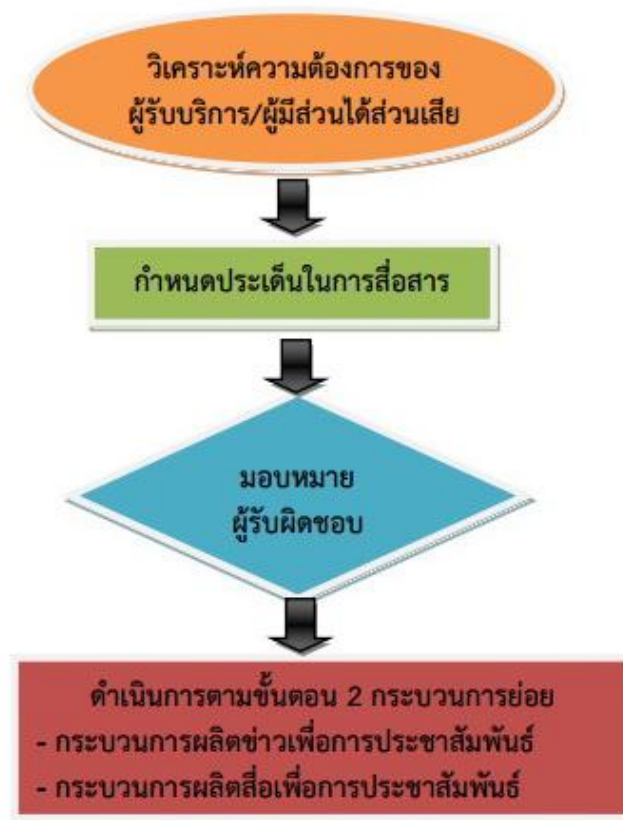 วิเคราะห์ความต้องการของ
ผู้รับบริการ/ผู้มีส่วนได้ส่วนเสีย
กำหนดประเด็นในการสื่อสาร
มอบหมาย
ผู้รับผิดชอบ
ดำเนินการตามขั้นตอน 2 กระบวนการย่อย
- กระบวนการผลิตข่าวเพื่อการประชาสัมพันธ์
- กระบวนการผลิตสื่อเพื่อการประชาสัมพันธ์